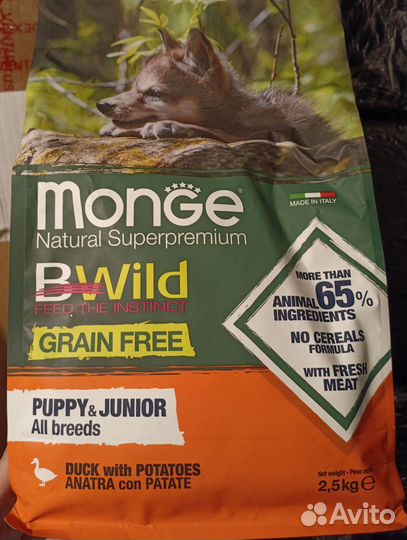 MONGE
Natural Superpremium
MADE IN ITALY
BWild
FEED THE INSTINCT
GRAIN FREE
MORE THAN
ANIMAL 65%
INGREDIENTS
NO CEREALS
FORMULA
WITH FRESH
MEAT
PUPPY & JUNIOR
All breeds
DUCK with POTATOES
ANATRA con PATATE
Net weight - Peso
2,5kg e
Avito